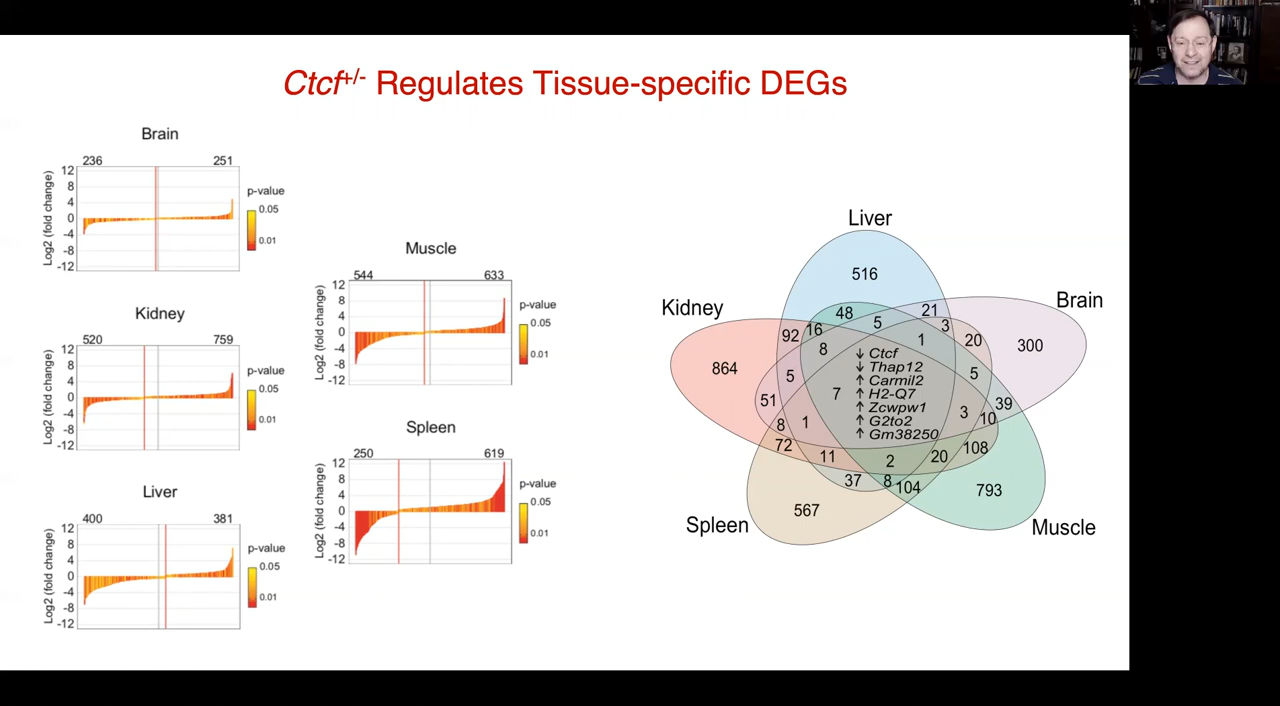 Ctcf+/- Regulates Tissue-specific DEGs
Brain
236 251
Log2 (fold change)
12
8
4
0
-4
-8
-12
p-value
0.05
0.01
Kidney
520 759
Log2 (fold change)
12
8
4
0
-4
-8
-12
p-value
0.05
0.01
Liver
400 381
Log2 (fold change)
12
8
4
0
-4
-8
-12
p-value
0.05
0.01
Muscle
544 633
Log2 (fold change)
12
8
4
0
-4
-8
-12
p-value
0.05
0.01
Spleen
250 619
Log2 (fold change)
12
8
4
0
-4
-8
-12
p-value
0.05
0.01
Liver
516
Kidney
Brain
48 5 21 3
92 16 8 1 20
300
864
5 5
51 7 3 39
8 1 10
72 11 2 20 108
37 8 104
↓ Ctcf
↓ Thap12
↑ Carmil2
↑ H2-Q7
↑ Zcwpw1
↑ G2to2
↑ Gm38250
567
793
Spleen
Muscle